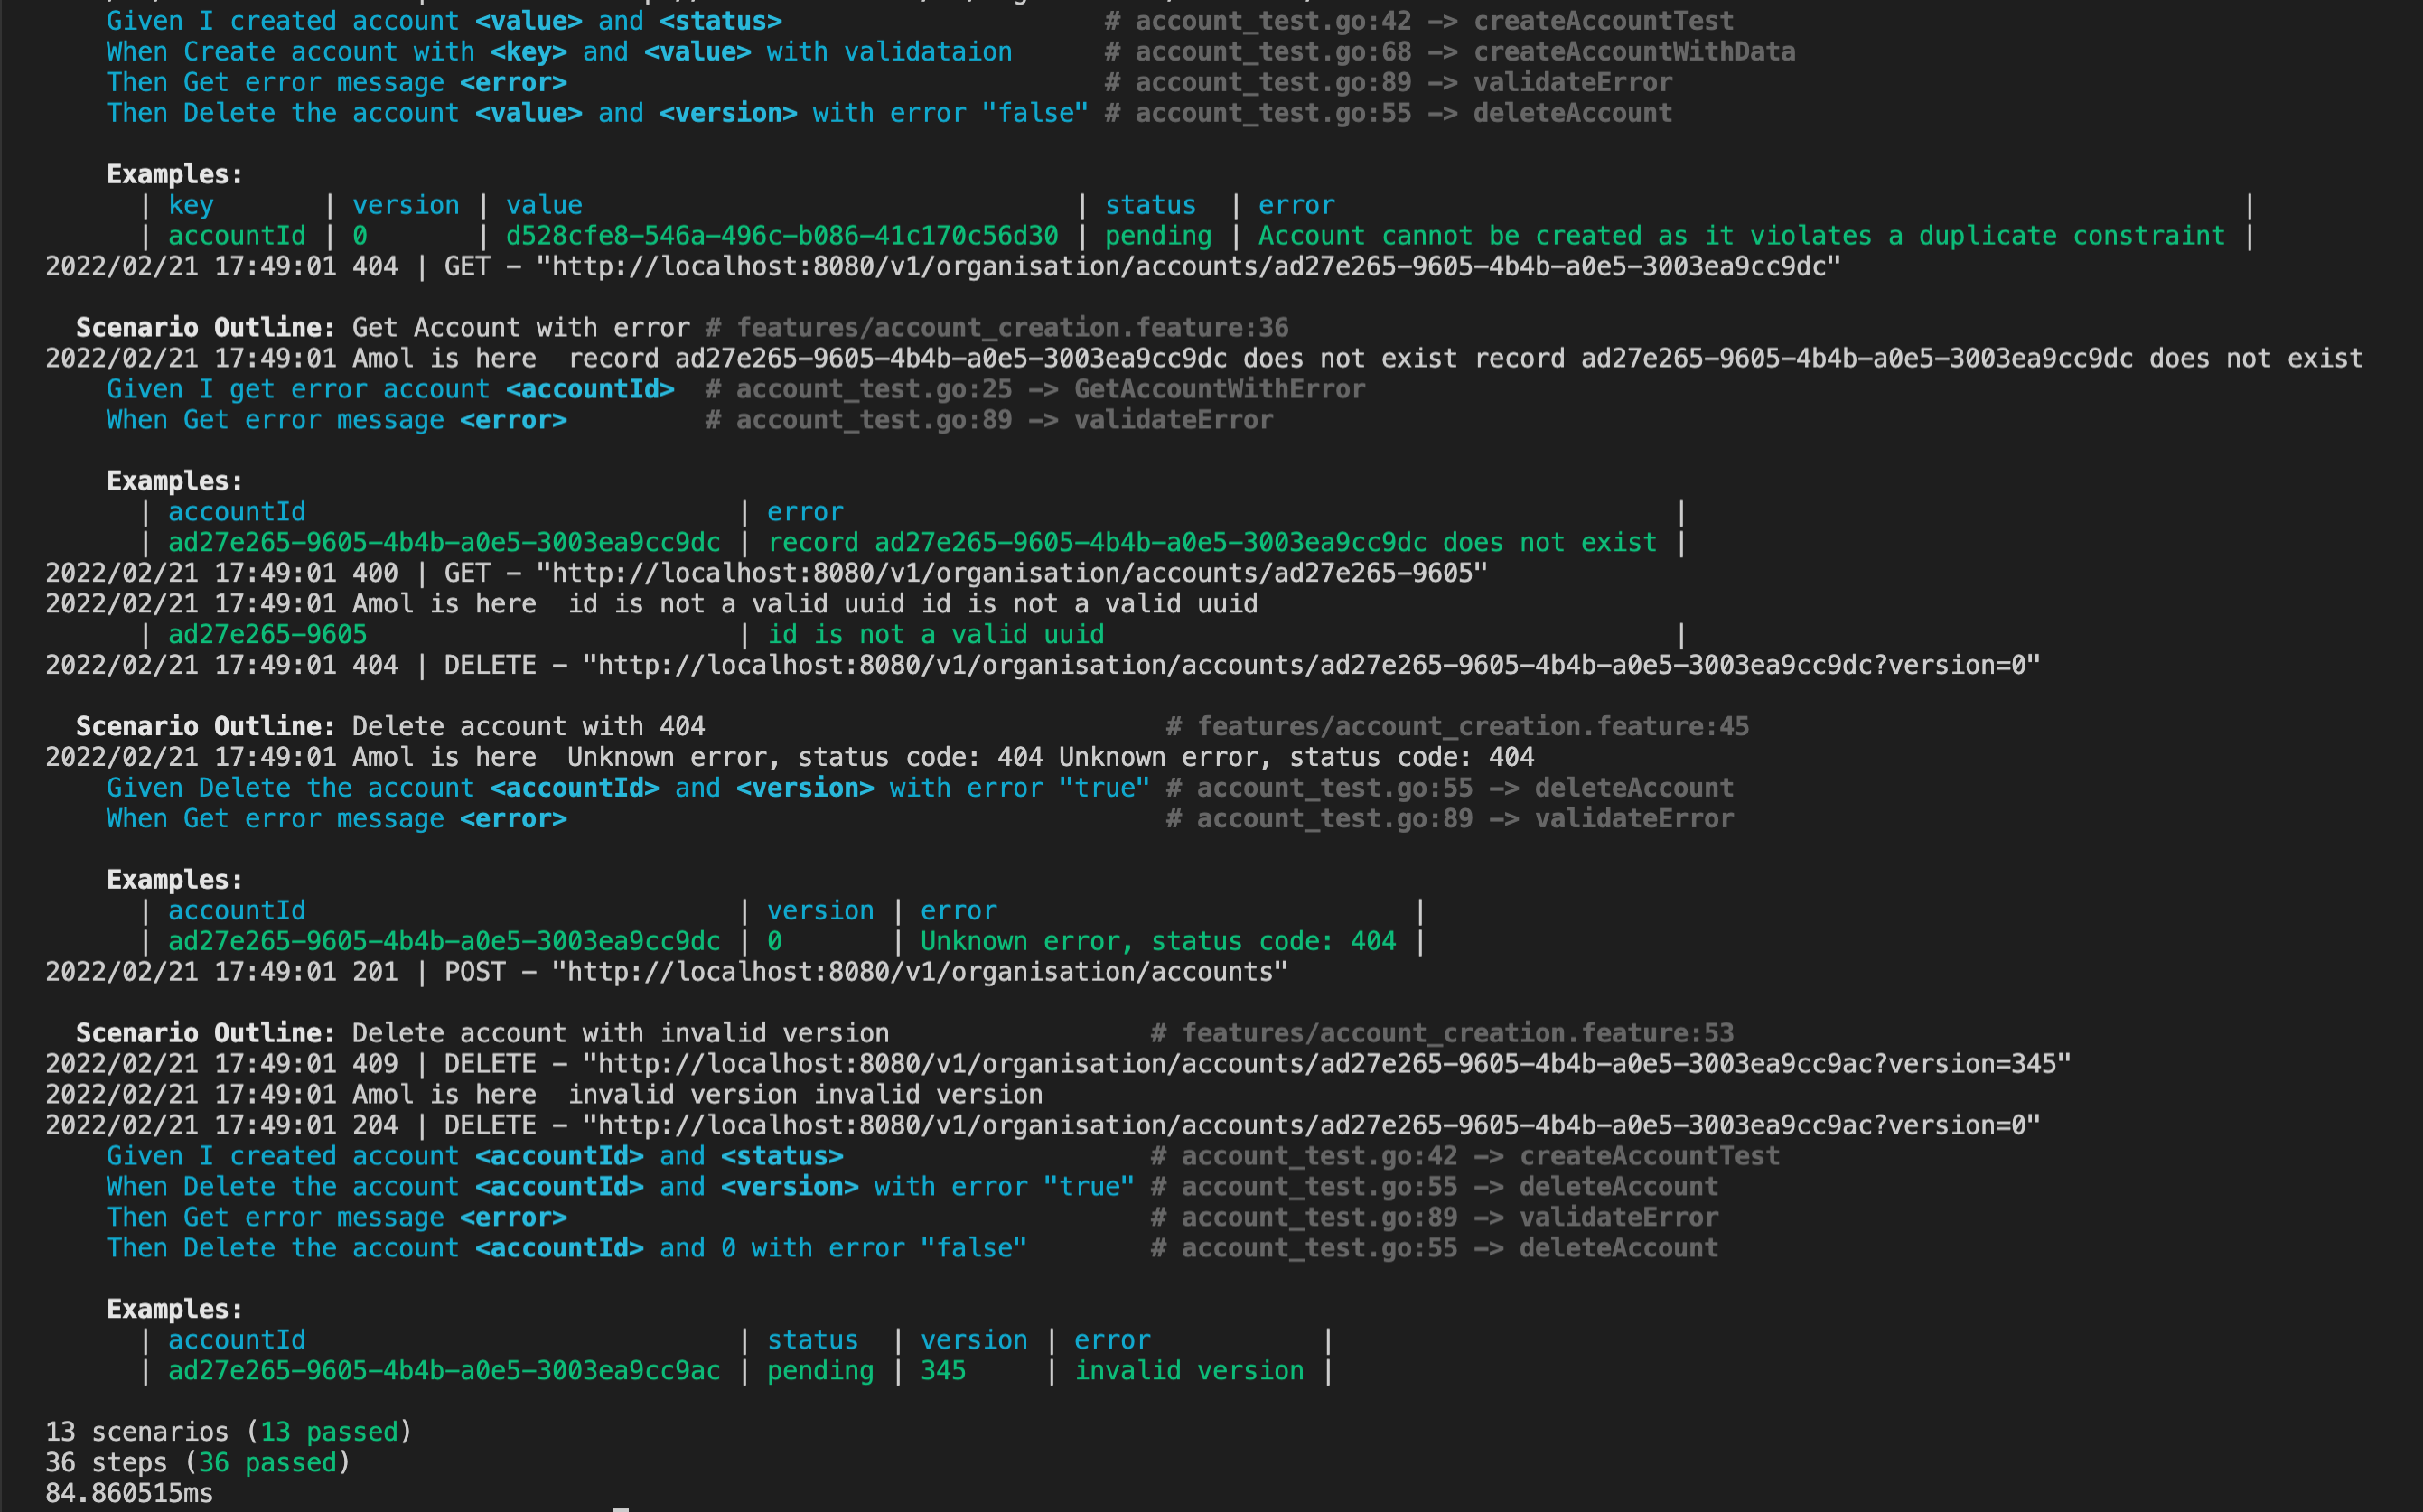 Given I created account <value> and <status> # account_test.go:42 -> createAccountTest
When Create account with <key> and <value> with validataion # account_test.go:68 -> createAccountWithData
Then Get error message <error> # account_test.go:89 -> validateError
Then Delete the account <value> and <version> with error "false" # account_test.go:55 -> deleteAccount
Examples:
| key | version | value | status | error |
| accountId | 0 | d528cfe8-546a-496c-b086-41c170c56d30 | pending | Account cannot be created as it violates a duplicate constraint |
2022/02/21 17:49:01 404 | GET - "http://localhost:8080/v1/organisation/accounts/ad27e265-9605-4b4b-a0e5-3003ea9cc9dc"
Scenario Outline: Get Account with error # features/account_creation.feature:36
2022/02/21 17:49:01 Amol is here  record ad27e265-9605-4b4b-a0e5-3003ea9cc9dc does not exist record ad27e265-9605-4b4b-a0e5-3003ea9cc9dc does not exist
Given I get error account <accountId> # account_test.go:25 -> GetAccountWithError
When Get error message <error> # account_test.go:89 -> validateError
Examples:
| accountId | error |
| ad27e265-9605-4b4b-a0e5-3003ea9cc9dc | record ad27e265-9605-4b4b-a0e5-3003ea9cc9dc does not exist |
2022/02/21 17:49:01 400 | GET - "http://localhost:8080/v1/organisation/accounts/ad27e265-9605"
2022/02/21 17:49:01 Amol is here  id is not a valid uuid id is not a valid uuid
| ad27e265-9605 | id is not a valid uuid |
2022/02/21 17:49:01 404 | DELETE - "http://localhost:8080/v1/organisation/accounts/ad27e265-9605-4b4b-a0e5-3003ea9cc9dc?version=0"
Scenario Outline: Delete account with 404 # features/account_creation.feature:45
2022/02/21 17:49:01 Amol is here  Unknown error, status code: 404 Unknown error, status code: 404
Given Delete the account <accountId> and <version> with error "true" # account_test.go:55 -> deleteAccount
When Get error message <error> # account_test.go:89 -> validateError
Examples:
| accountId | version | error |
| ad27e265-9605-4b4b-a0e5-3003ea9cc9dc | 0 | Unknown error, status code: 404 |
2022/02/21 17:49:01 201 | POST - "http://localhost:8080/v1/organisation/accounts"
Scenario Outline: Delete account with invalid version # features/account_creation.feature:53
2022/02/21 17:49:01 409 | DELETE - "http://localhost:8080/v1/organisation/accounts/ad27e265-9605-4b4b-a0e5-3003ea9cc9ac?version=345"
2022/02/21 17:49:01 Amol is here  invalid version invalid version
2022/02/21 17:49:01 204 | DELETE - "http://localhost:8080/v1/organisation/accounts/ad27e265-9605-4b4b-a0e5-3003ea9cc9ac?version=0"
Given I created account <accountId> and <status> # account_test.go:42 -> createAccountTest
When Delete the account <accountId> and <version> with error "true" # account_test.go:55 -> deleteAccount
Then Get error message <error> # account_test.go:89 -> validateError
Then Delete the account <accountId> and 0 with error "false" # account_test.go:55 -> deleteAccount
Examples:
| accountId | status | version | error |
| ad27e265-9605-4b4b-a0e5-3003ea9cc9ac | pending | 345 | invalid version |
13 scenarios (13 passed)
36 steps (36 passed)
84.860515ms